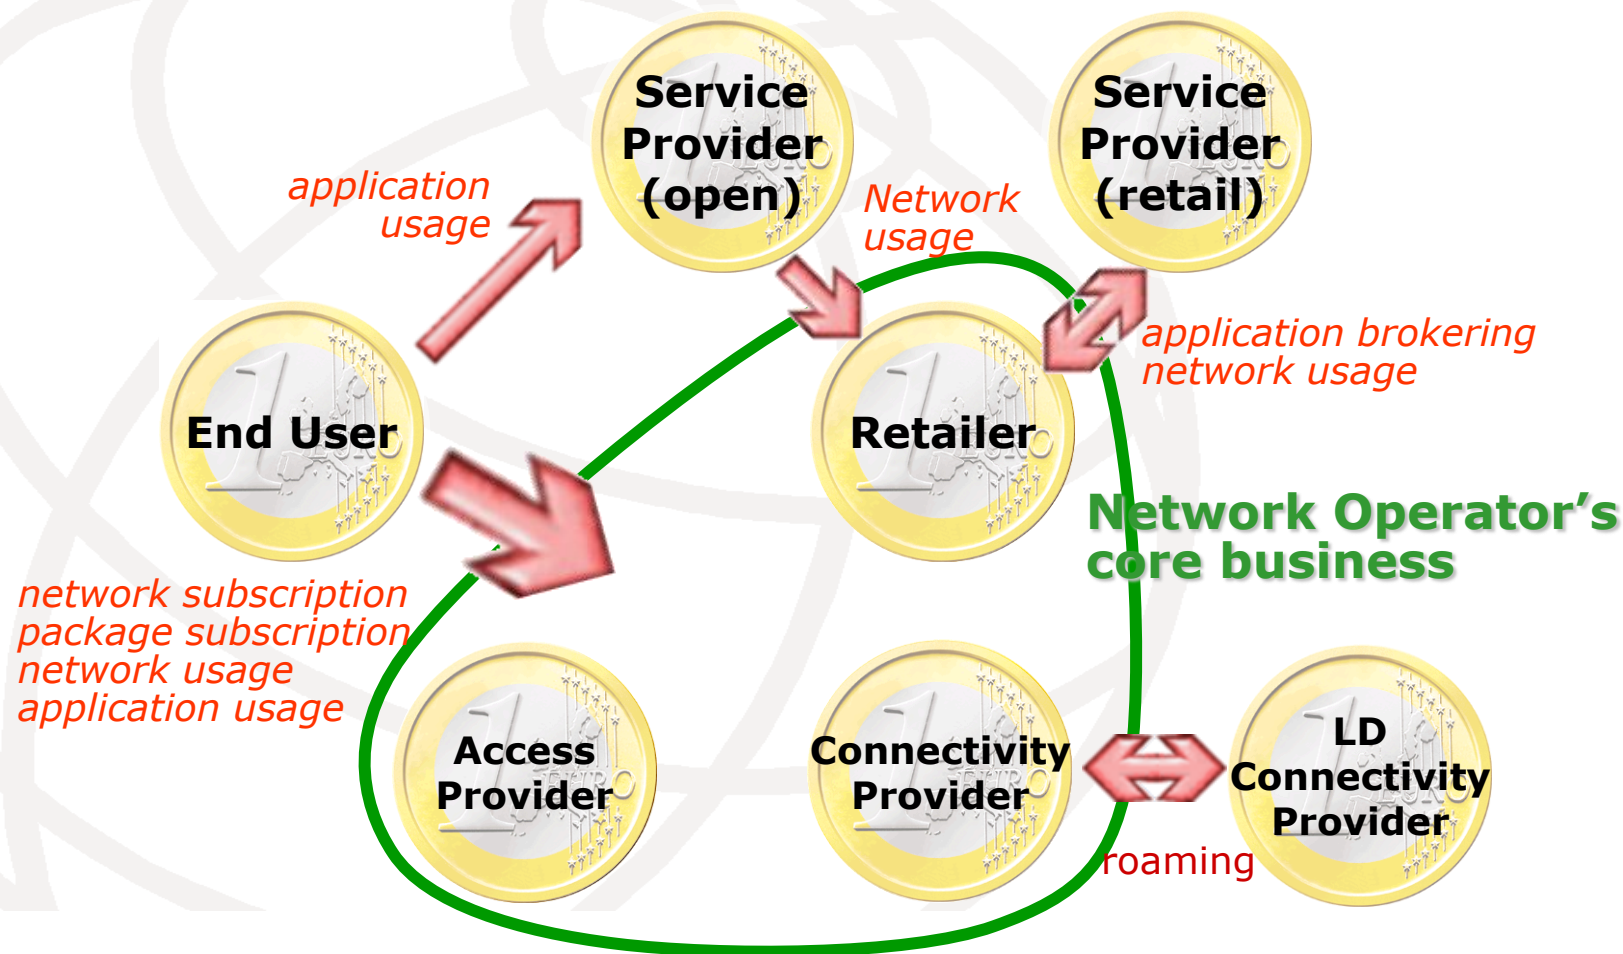 Service
Provider
(open)
Service
Provider
(retail)
application
usage
Network
usage
application brokering
network usage
End User
Retailer
Network Operator's
core business
network subscription
package subscription
network usage
application usage
Access
Provider
Connectivity
Provider
LD
Connectivity
Provider
roaming